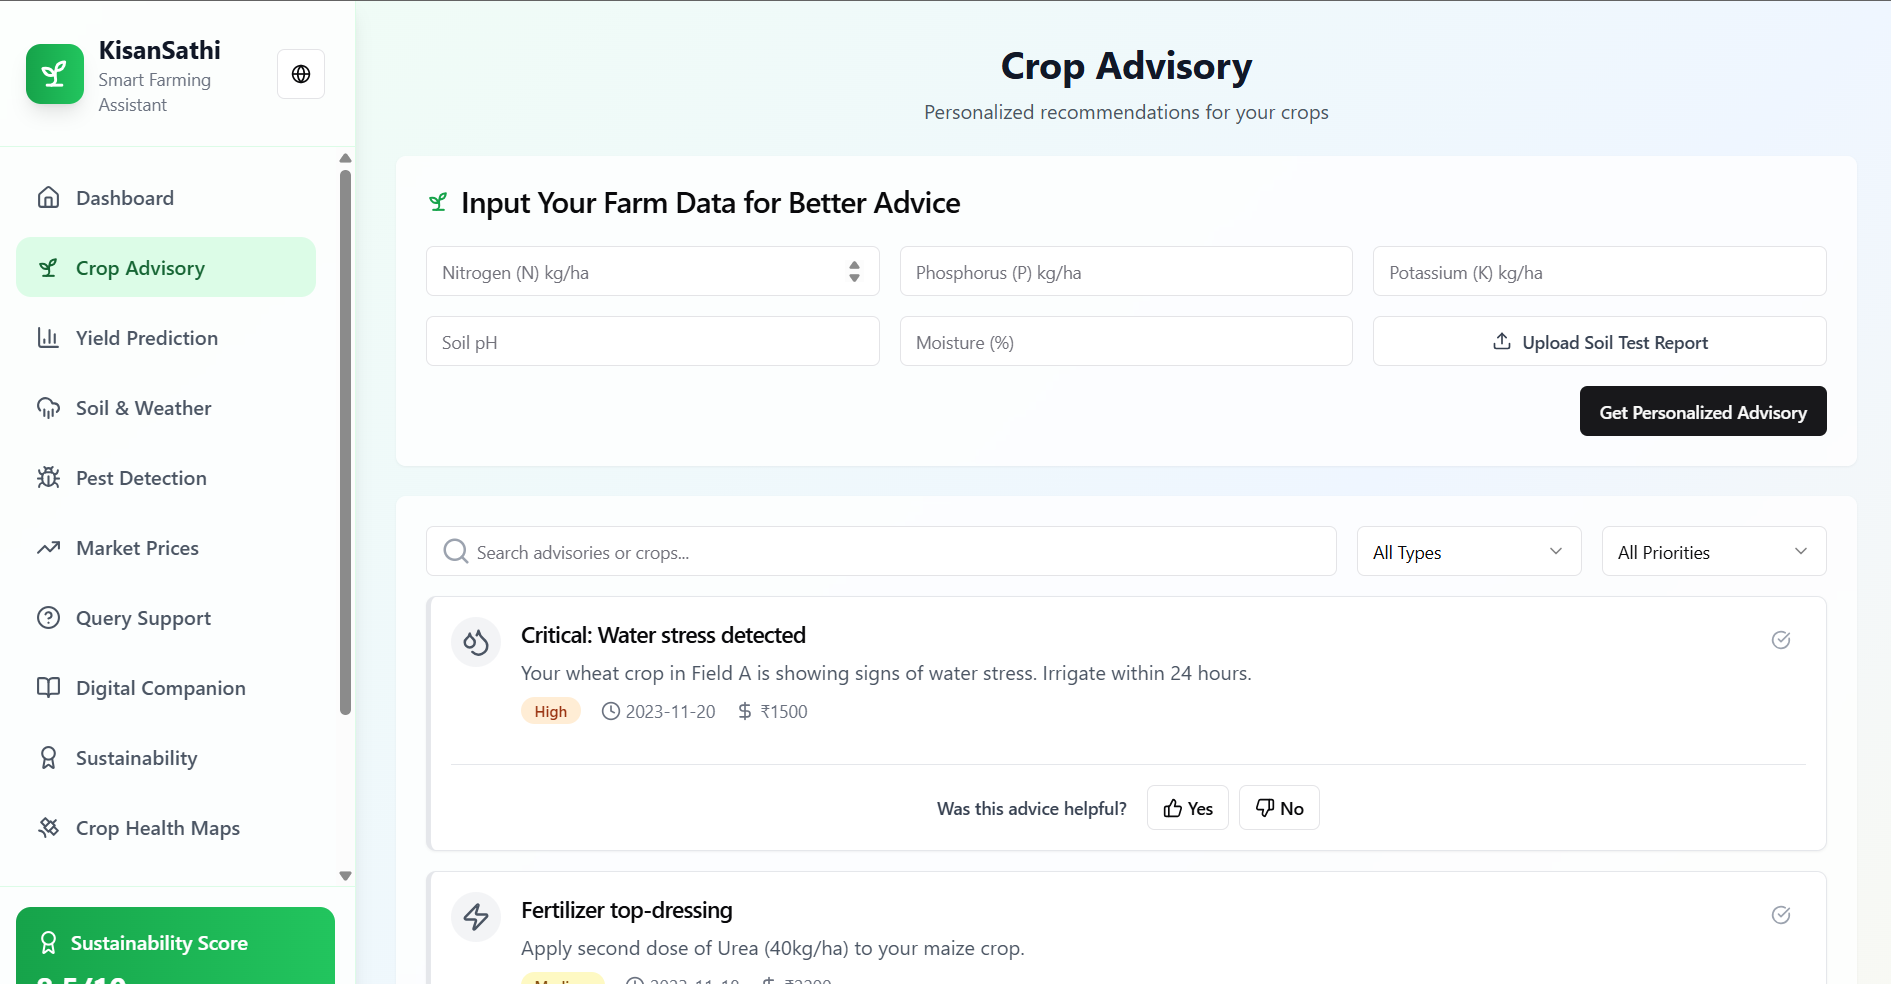 KisanSathi
Smart Farming
Assistant
Dashboard
Crop Advisory
Yield Prediction
Soil & Weather
Pest Detection
Market Prices
Query Support
Digital Companion
Sustainability
Crop Health Maps
Sustainability Score
Crop Advisory
Personalized recommendations for your crops
Input Your Farm Data for Better Advice
Nitrogen (N) kg/ha
Phosphorus (P) kg/ha
Potassium (K) kg/ha
Soil pH
Moisture (%)
Upload Soil Test Report
Get Personalized Advisory
Search advisories or crops...
All Types
All Priorities
Critical: Water stress detected
Your wheat crop in Field A is showing signs of water stress. Irrigate within 24 hours.
High 2023-11-20 $ ₹1500
Was this advice helpful? Yes No
Fertilizer top-dressing
Apply second dose of Urea (40kg/ha) to your maize crop.